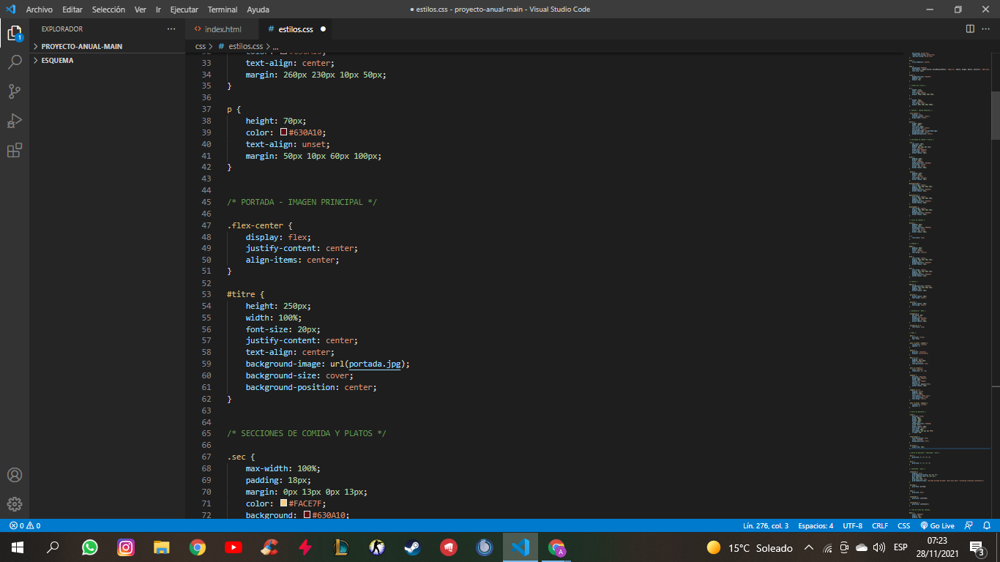 Archivo Editar Selección Ver Ir Ejecutar Terminal Ayuda
● estilos.css - proyecto-anual-main - Visual Studio Code
EXPLORADOR
PROYECTO-ANUAL-MAIN
ESQUEMA
1
<> index.html
# estilos.css ●
css > # estilos.css > ...
33 text-align: center;
34 margin: 260px 230px 10px 50px;
35 }
36
37 p {
38 height: 70px;
39 color: #630A10;
40 text-align: unset;
41 margin: 50px 10px 60px 100px;
42 }
43
44
45 /* PORTADA - IMAGEN PRINCIPAL */
46
47 .flex-center {
48 display: flex;
49 justify-content: center;
50 align-items: center;
51 }
52
53 #titre {
54 height: 250px;
55 width: 100%;
56 font-size: 20px;
57 justify-content: center;
58 text-align: center;
59 background-image: url(portada.jpg);
60 background-size: cover;
61 background-position: center;
62 }
63
64
65 /* SECCIONES DE COMIDA Y PLATOS */
66
67 .sec {
68 max-width: 100%;
69 padding: 18px;
70 margin: 0px 13px 0px 13px;
71 color: #FACE7F;
72 background: #630A10;
0 0
Lín. 276, col. 3 Espacios: 4 UTF-8 CRLF CSS Go Live
15°C Soleado
ESP
07:23
28/11/2021
3
A